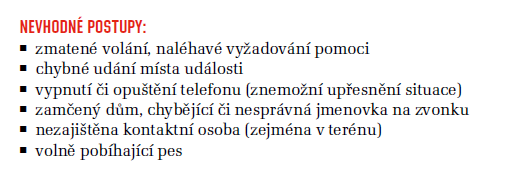 NEVHODNÉ POSTUPY:
▪ zmatené volání, naléhavé vyžadování pomoci
▪ chybné udání místa události
▪ vypnutí či opuštění telefonu (znemožní upřesnění situace)
▪ zamčený dům, chybějící či nesprávná jmenovka na zvonku
▪ nezajištěna kontaktní osoba (zejména v terénu)
▪ volně pobíhající pes